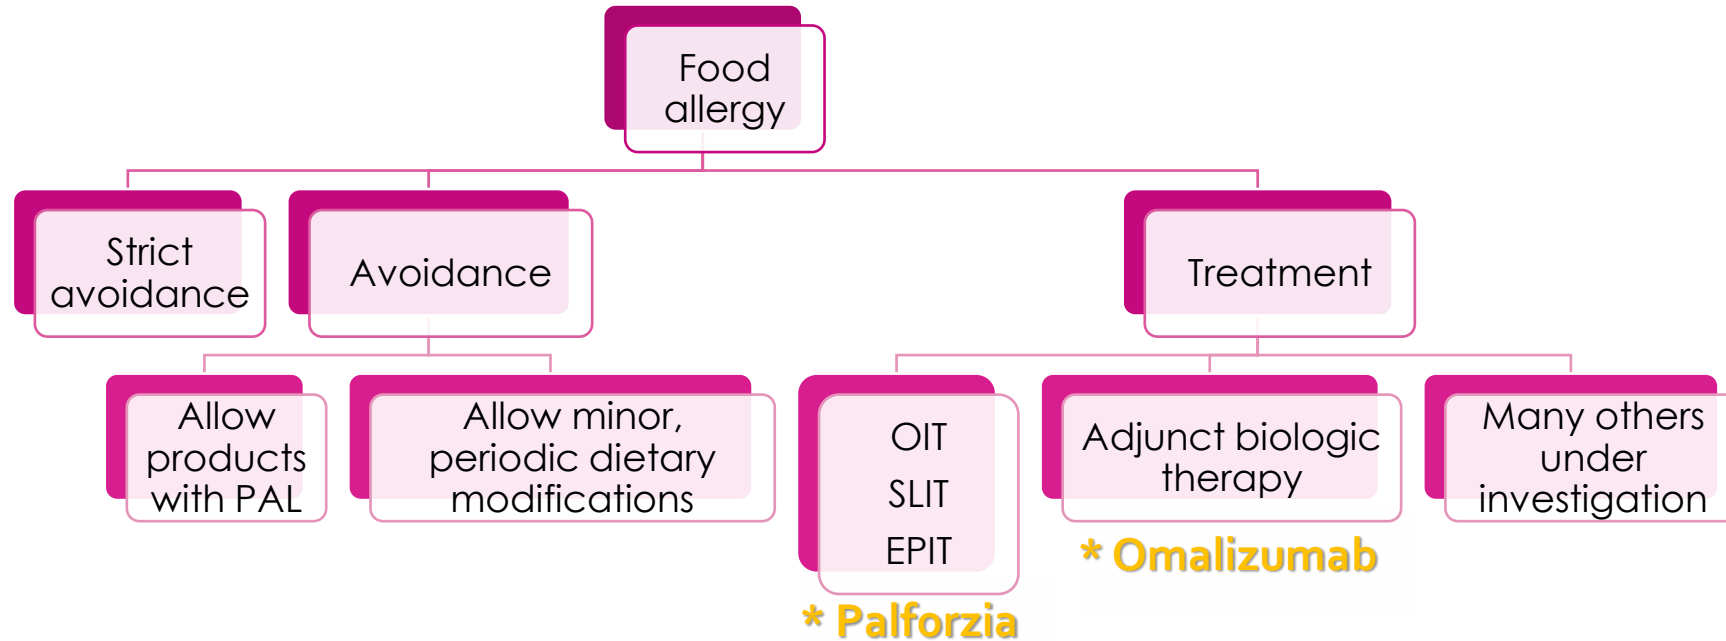 Food
allergy
Strict
avoidance
Avoidance
Treatment
Allow
products
with PAL
Allow minor,
periodic dietary
modifications
OIT
SLIT
EPIT
Adjunct biologic
therapy
Many others
under
investigation
* Omalizumab
* Palforzia